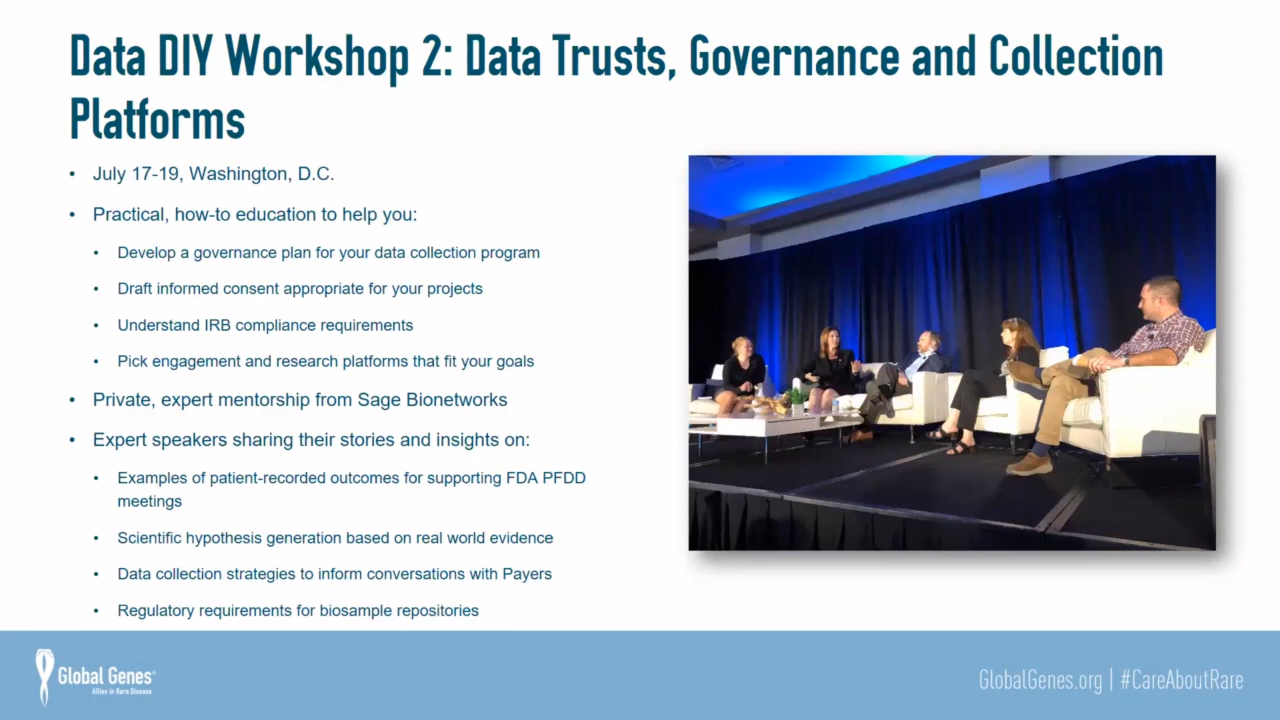 Data DIY Workshop 2: Data Trusts, Governance and Collection
Platforms
• July 17-19, Washington, D.C.
• Practical, how-to education to help you:
• Develop a governance plan for your data collection program
• Draft informed consent appropriate for your projects
• Understand IRB compliance requirements
• Pick engagement and research platforms that fit your goals
• Private, expert mentorship from Sage Bionetworks
• Expert speakers sharing their stories and insights on:
• Examples of patient-recorded outcomes for supporting FDA PFDD
meetings
• Scientific hypothesis generation based on real world evidence
• Data collection strategies to inform conversations with Payers
• Regulatory requirements for biosample repositories
Global Genes®
Allies in Rare Disease
GlobalGenes.org | #CareAboutRare